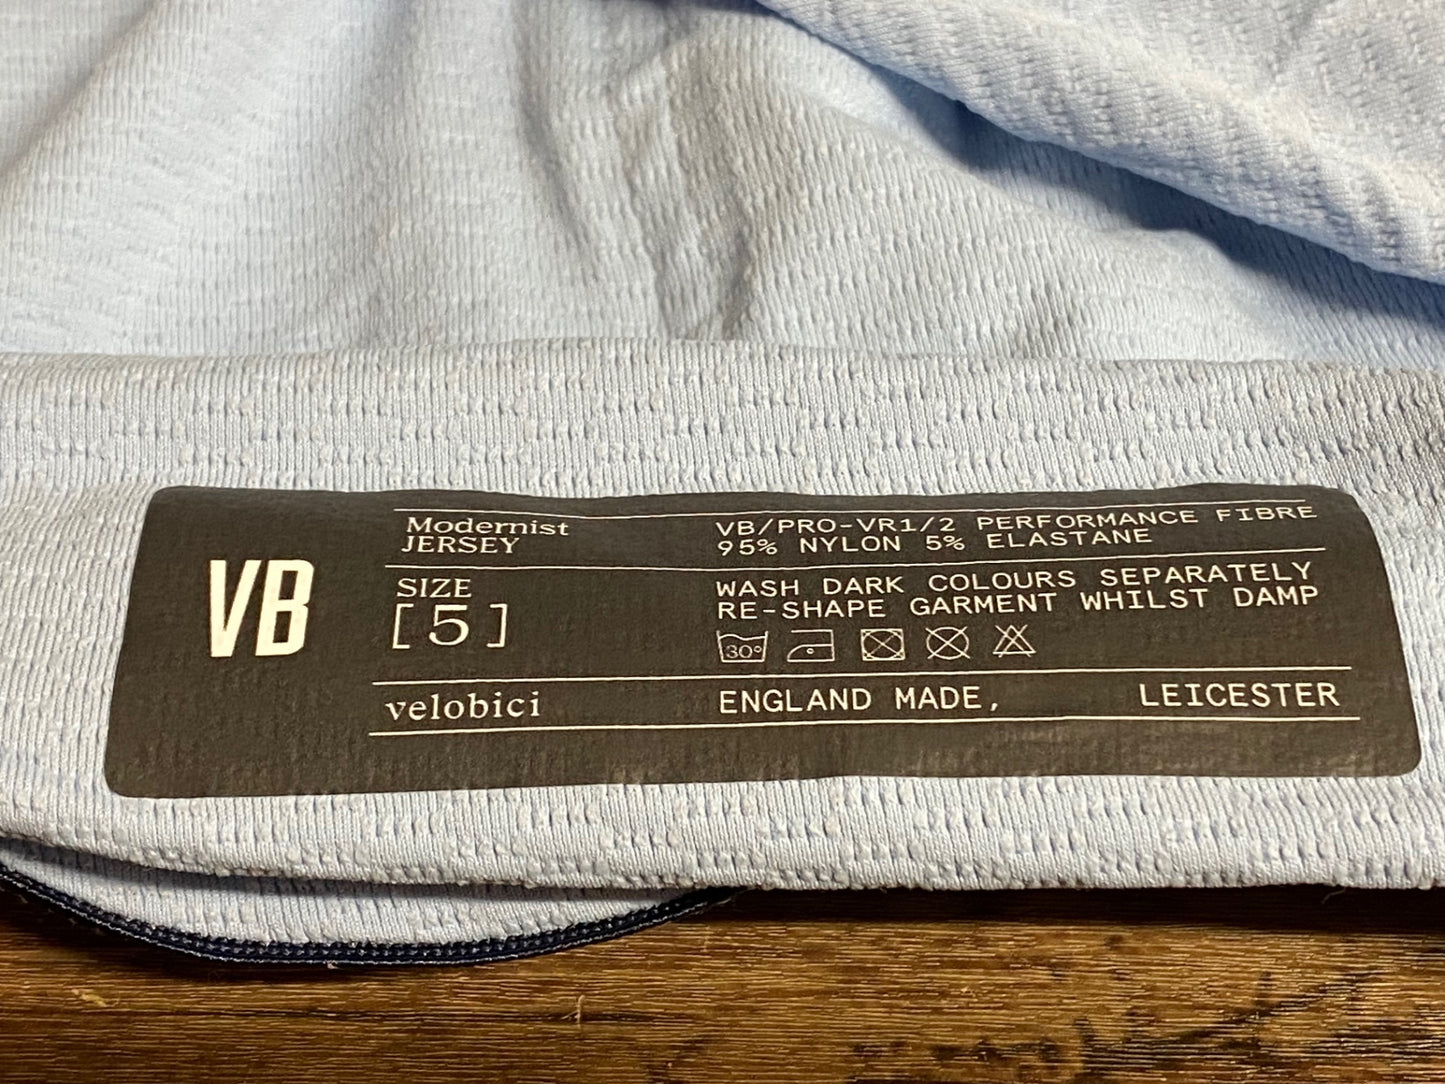 VB
Modernist
JERSEY
SIZE
[5]
velobici
VB/PRO-VR1/2 PERFORMANCE FIBRE
95% NYLON 5% ELASTANE
WASH DARK COLOURS SEPARATELY
RE-SHAPE GARMENT WHILST DAMP
30°
ENGLAND MADE, LEICESTER